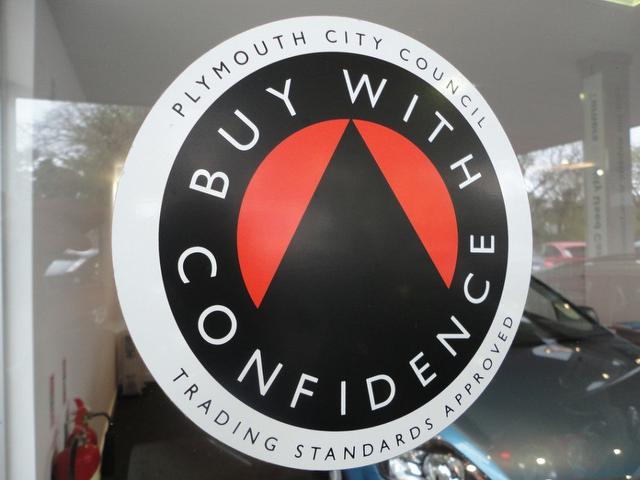 PLYMOUTH CITY COUNCIL
BUY WITH
CONFIDENCE
TRADING STANDARDS APPROVED